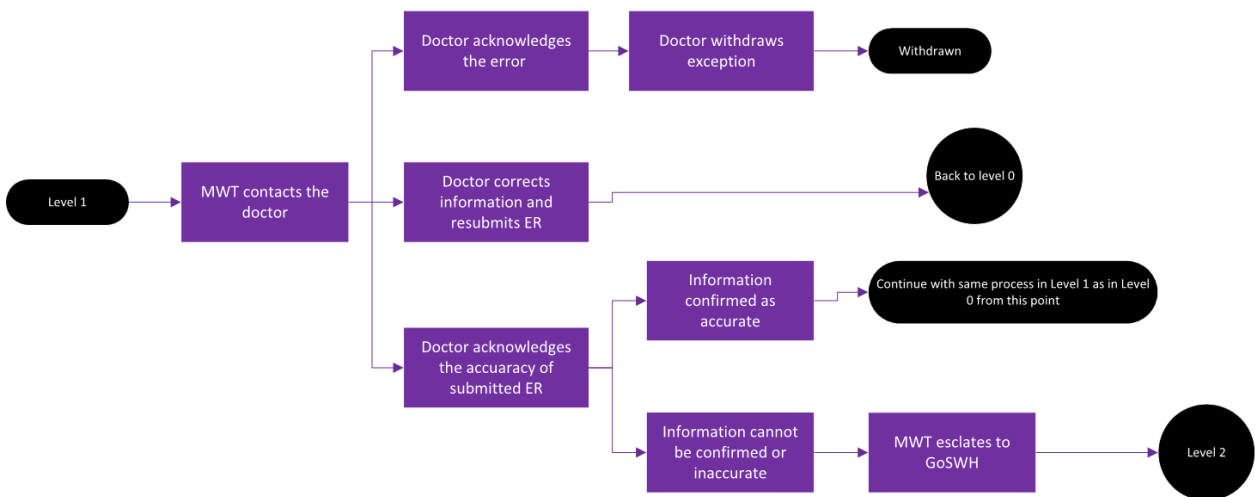 Doctor acknowledges
the error
Doctor withdraws
exception
Withdrawn
Level 1
MWT contacts the
doctor
Doctor corrects
information and
resubmits ER
Back to level 0
Doctor acknowledges
the accuaracy of
submitted ER
Information
confirmed as
accurate
Continue with same process in Level 1 as in Level
0 from this point
Information cannot
be confirmed or
inaccurate
MWT esclates to
GoSWH
Level 2